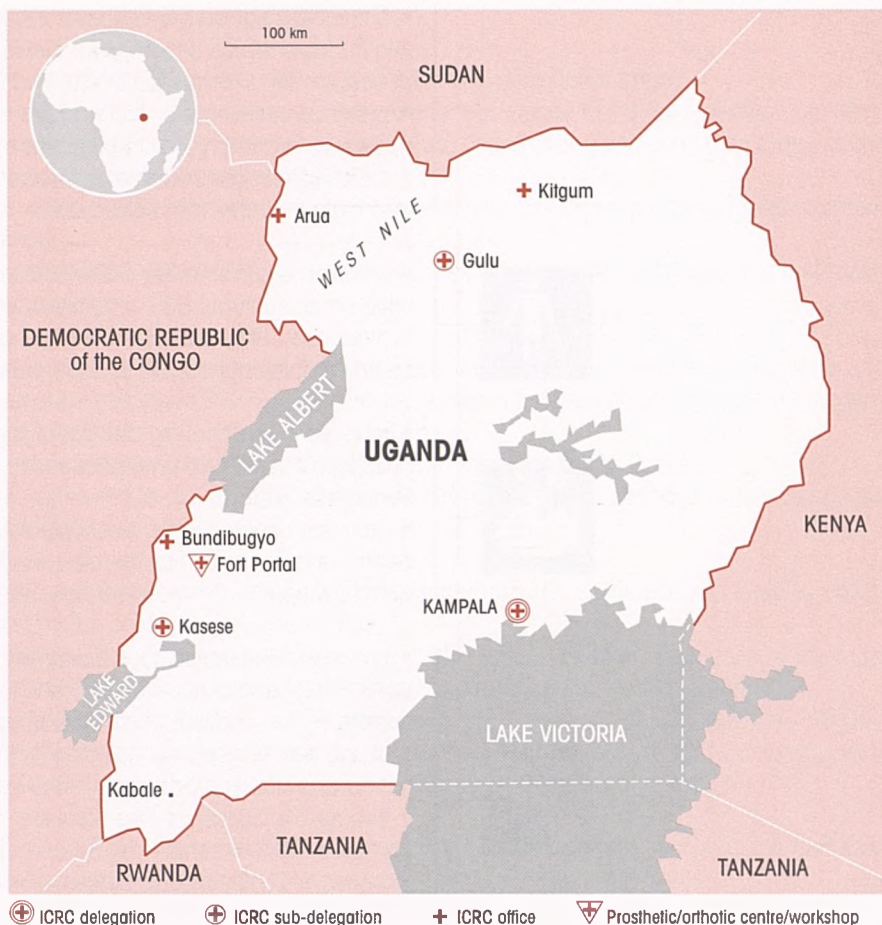 100 km
SUDAN
Kitgum
Arua
WEST NILE
Gulu
DEMOCRATIC REPUBLIC
of the CONGO
LAKE ALBERT
UGANDA
KENYA
Bundibugyo
Fort Portal
KAMPALA
Kasese
LAKE
EDWARD
LAKE VICTORIA
Kabale
TANZANIA
RWANDA
TANZANIA
ICRC delegation ICRC sub-delegation ICRC office Prosthetic/orthotic centre/workshop